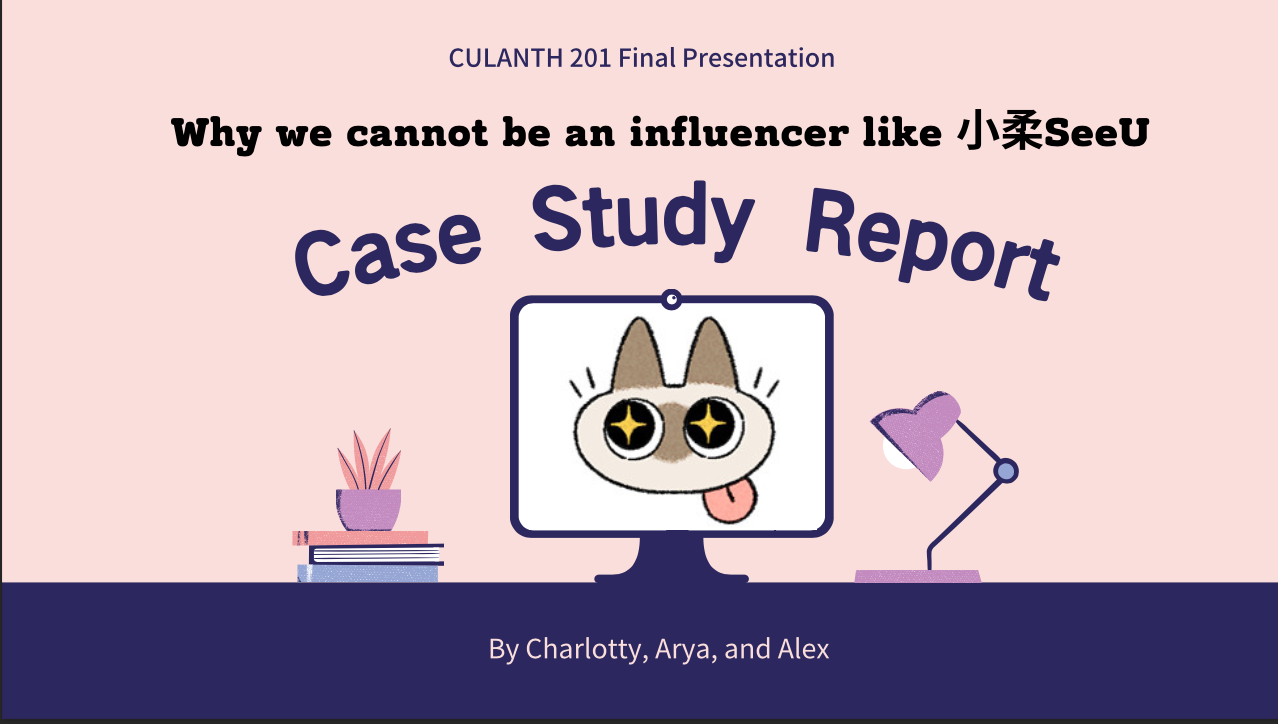 CULANTH 201 Final Presentation
Why we cannot be an influencer like 小柔SeeU
Case Study Report
By Charlotty, Arya, and Alex